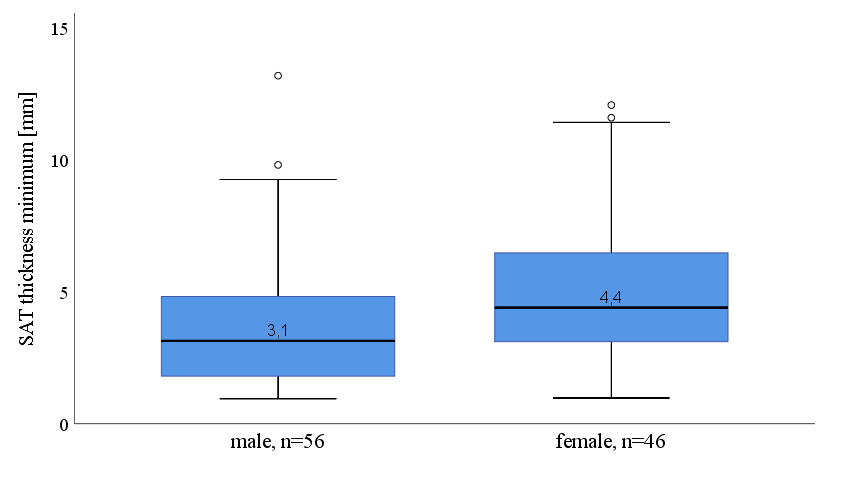 SAT thickness minimum [mm]
15
10
5
0
3,1
4,4
male, n=56
female, n=46